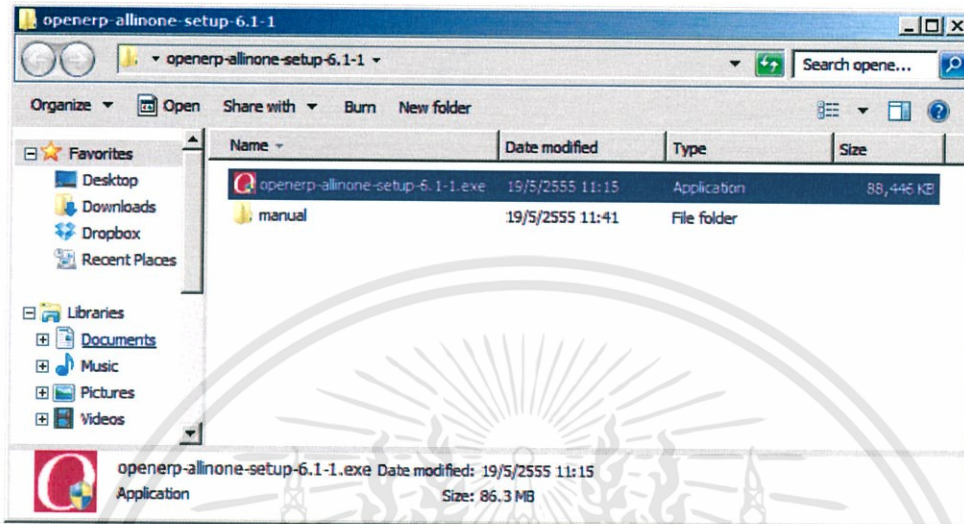 openerp-allinone-setup-6.1-1
openerp-allinone-setup-6.1-1
Search opene...
Organize Open Share with Burn New folder
Name Date modified Type Size
Favorites
Desktop
Downloads
Dropbox
Recent Places
openerp-allinone-setup-6.1-1.exe 19/5/2555 11:15 Application 88,446 KB
manual 19/5/2555 11:41 File folder
Libraries
Documents
Music
Pictures
Videos
openerp-allinone-setup-6.1-1.exe Date modified: 19/5/2555 11:15
Application Size: 86.3 MB